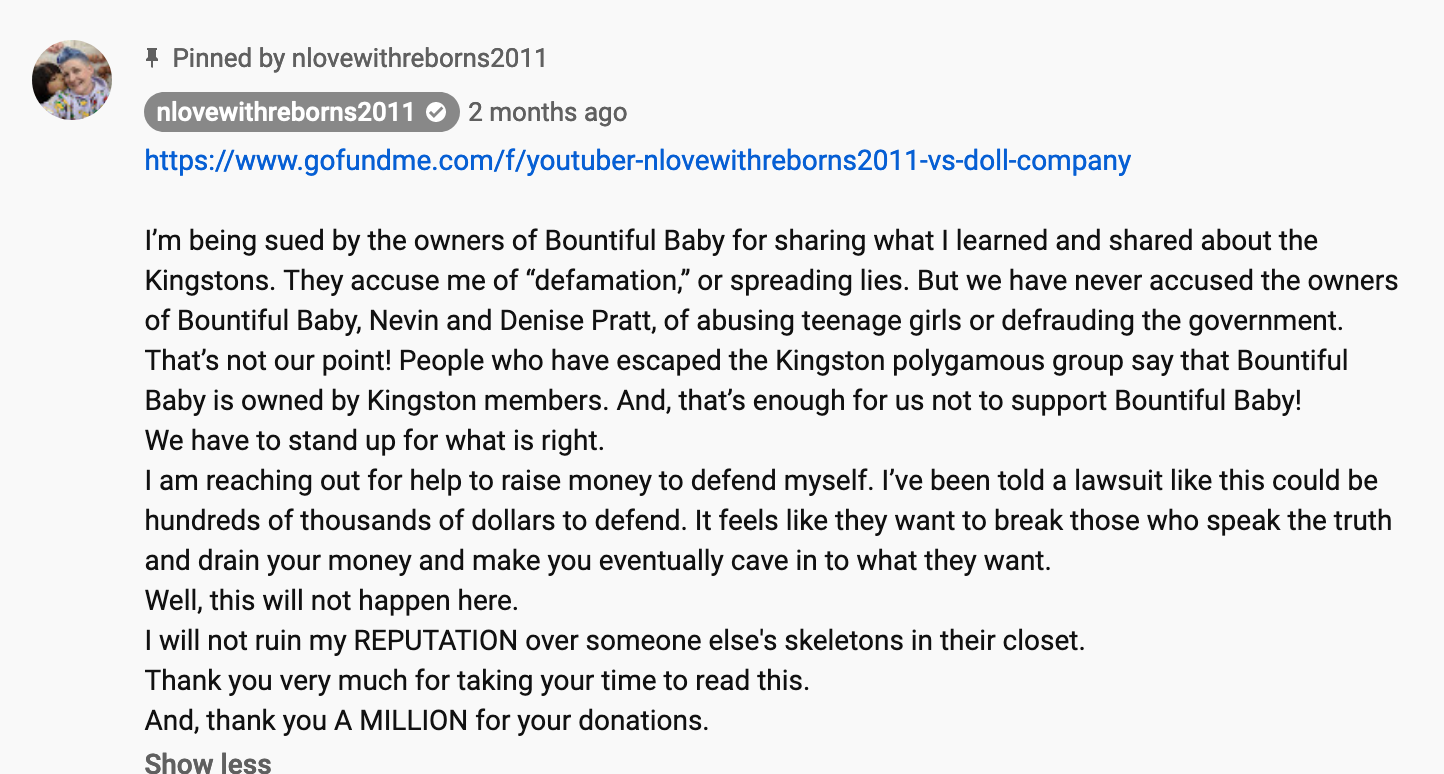 Pinned by nlovewithreborns2011
nlovewithreborns2011 2 months ago
https://www.gofundme.com/f/youtuber-nlovewithreborns2011-vs-doll-company
I’m being sued by the owners of Bountiful Baby for sharing what I learned and shared about the
Kingstons. They accuse me of “defamation,” or spreading lies. But we have never accused the owners
of Bountiful Baby, Nevin and Denise Pratt, of abusing teenage girls or defrauding the government.
That’s not our point! People who have escaped the Kingston polygamous group say that Bountiful
Baby is owned by Kingston members. And, that’s enough for us not to support Bountiful Baby!
We have to stand up for what is right.
I am reaching out for help to raise money to defend myself. I’ve been told a lawsuit like this could be
hundreds of thousands of dollars to defend. It feels like they want to break those who speak the truth
and drain your money and make you eventually cave in to what they want.
Well, this will not happen here.
I will not ruin my REPUTATION over someone else's skeletons in their closet.
Thank you very much for taking your time to read this.
And, thank you A MILLION for your donations.
Show less